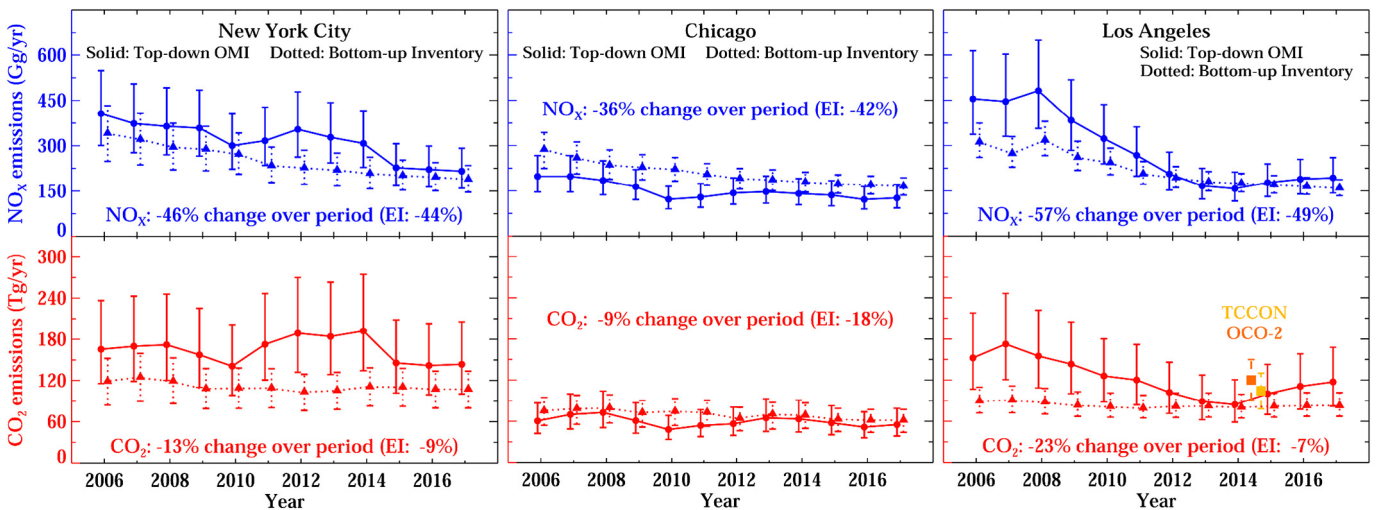 New York City
Solid: Top-down OMI Dotted: Bottom-up Inventory
NOX: -46% change over period (EI: -44%)
Chicago
Solid: Top-down OMI Dotted: Bottom-up Inventory
NOX: -36% change over period (EI: -42%)
Los Angeles
Solid: Top-down OMI
Dotted: Bottom-up Inventory
NOX: -57% change over period (EI: -49%)
NOX emissions (Gg/yr)
600
450
300
150
0
CO2 emissions (Tg/yr)
300
240
180
120
60
0
CO2: -13% change over period (EI: -9%)
CO2: -9% change over period (EI: -18%)
TCCON
OCO-2
CO2: -23% change over period (EI: -7%)
2006 2008 2010 2012 2014 2016
Year
2006 2008 2010 2012 2014 2016
Year
2006 2008 2010 2012 2014 2016
Year